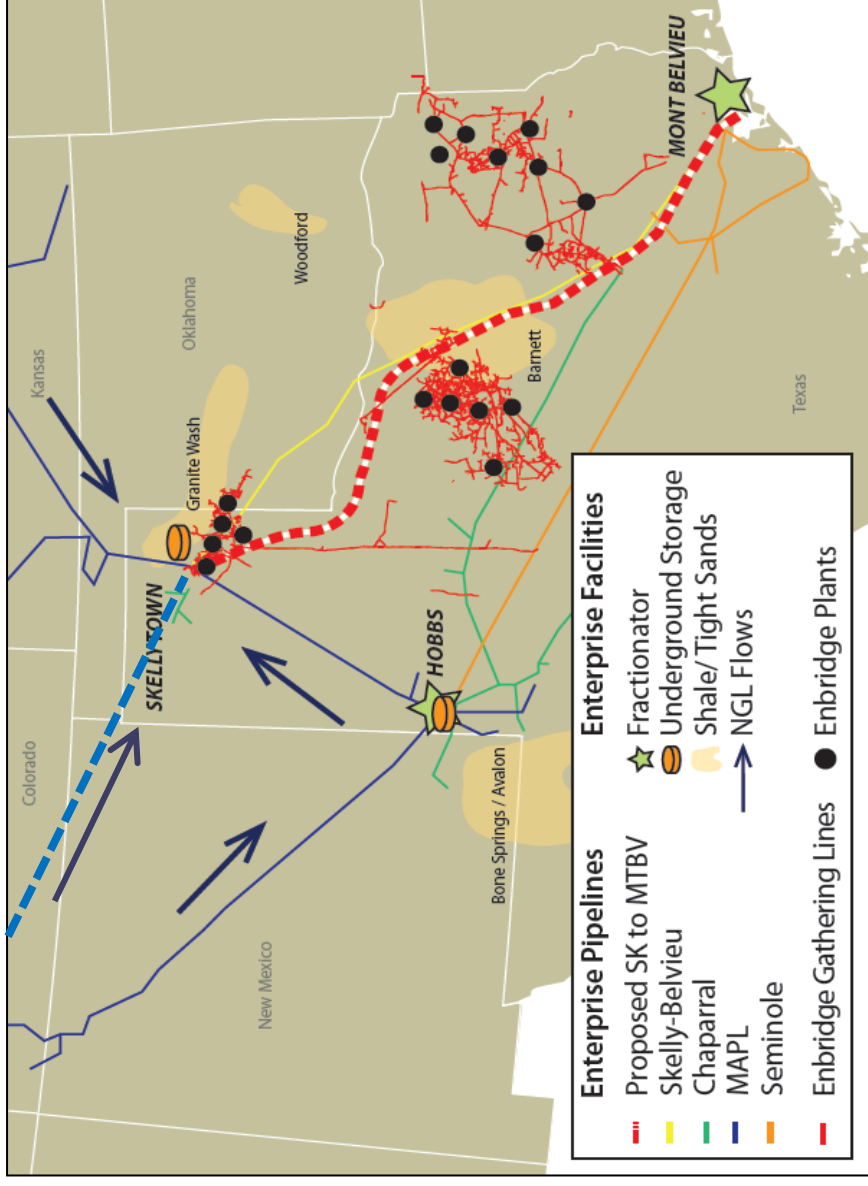 Colorado
Kansas
Oklahoma
New Mexico
Texas
SKELLYTOWN
Granite Wash
Woodford
HOBBS
Barnett
Bone Springs / Avalon
MONT BELVIEU
Enterprise Pipelines
Proposed SK to MTBV
Skelly-Belvieu
Chaparral
MAPL
Seminole
Enbridge Gathering Lines
Enterprise Facilities
Fractionator
Underground Storage
Shale/ Tight Sands
NGL Flows
Enbridge Plants